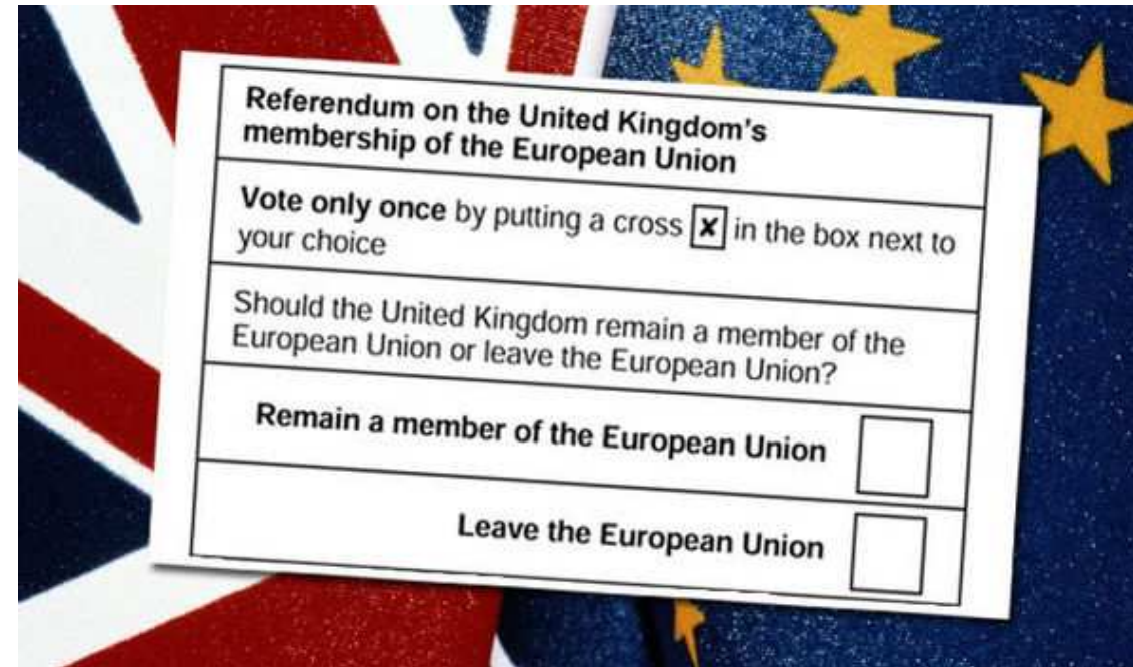 Referendum on the United Kingdom's
membership of the European Union
Vote only once by putting a cross x in the box next to
your choice
Should the United Kingdom remain a member of the
European Union or leave the European Union?
Remain a member of the European Union
Leave the European Union